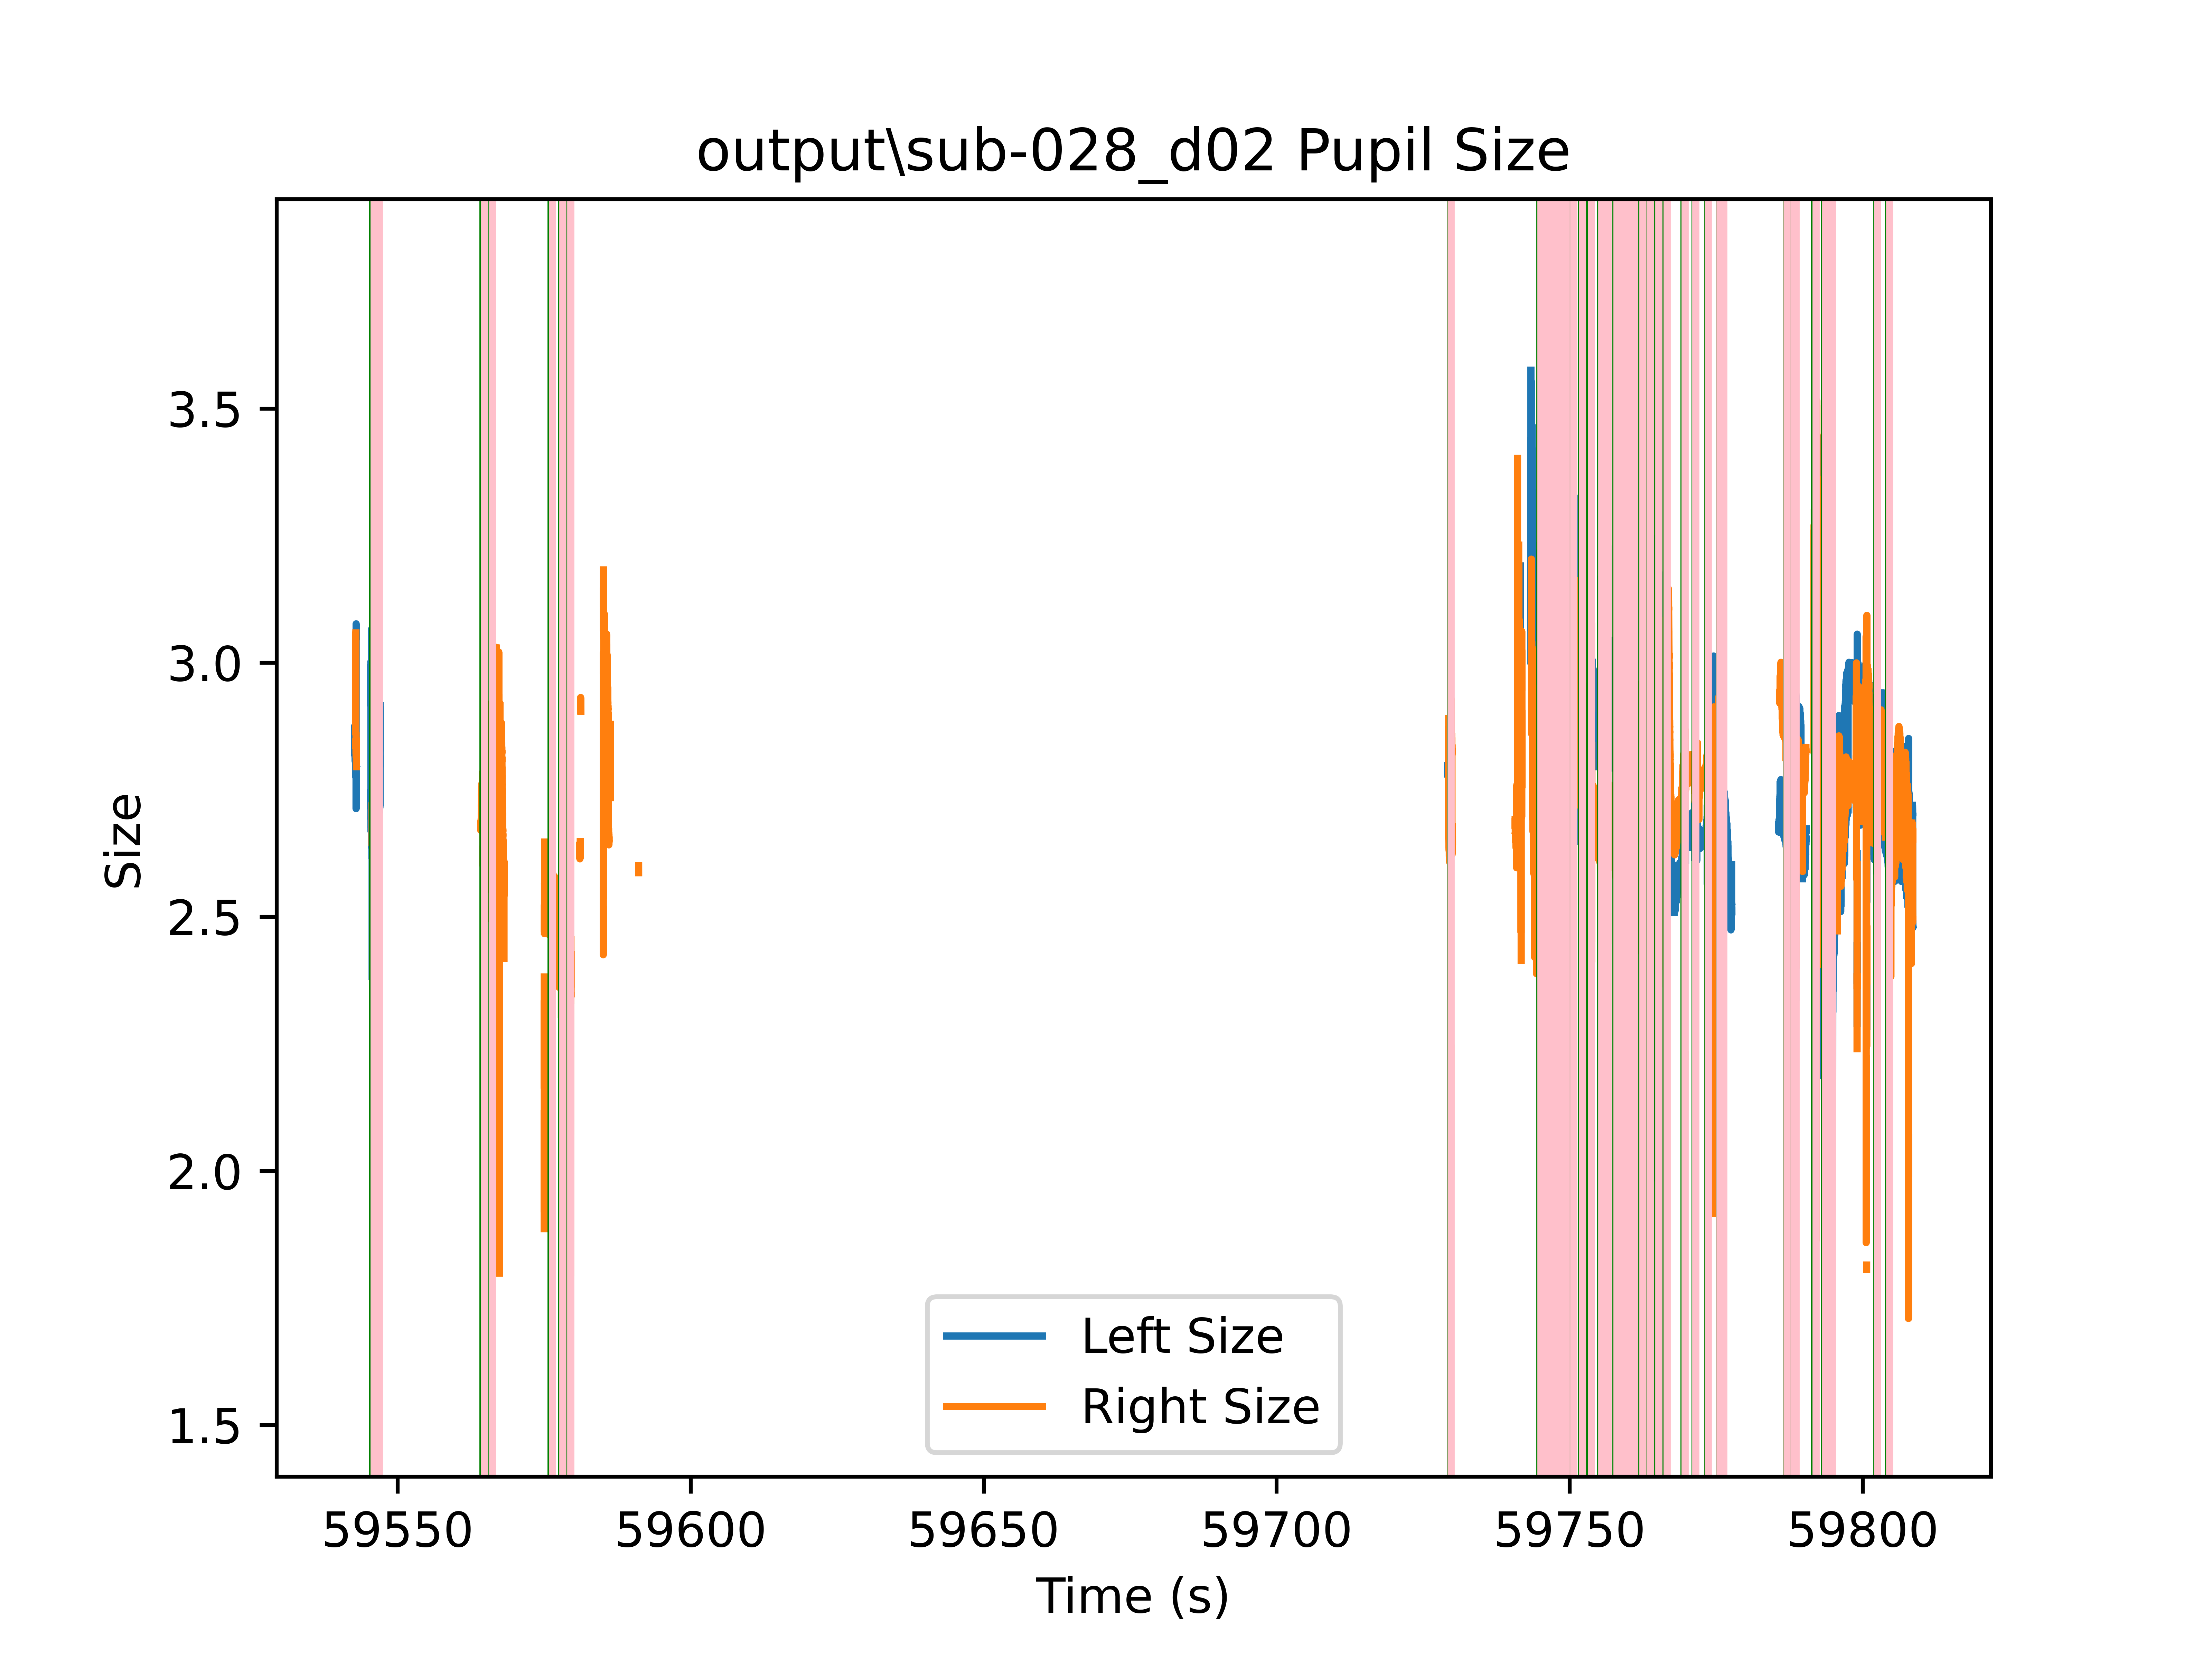 output\sub-028_d02 Pupil Size
3.5
3.0
2.5
2.0
1.5
Size
Left Size
Right Size
59550 59600 59650 59700 59750 59800
Time (s)